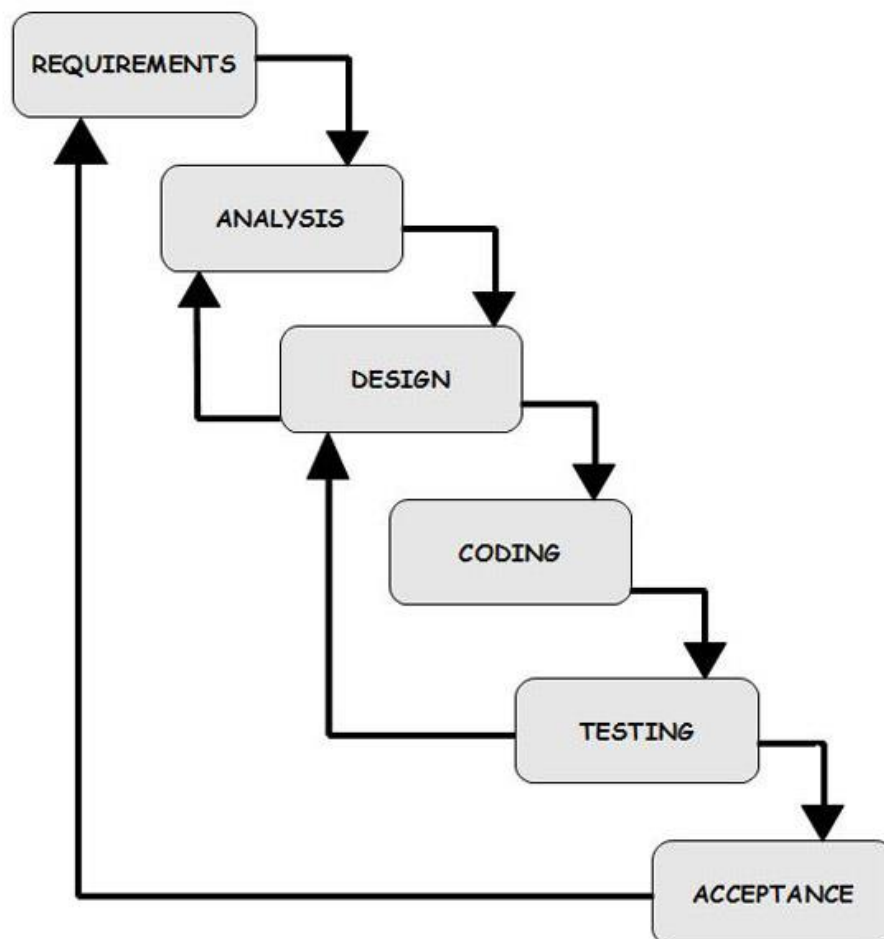 REQUIREMENTS
ANALYSIS
DESIGN
CODING
TESTING
ACCEPTANCE